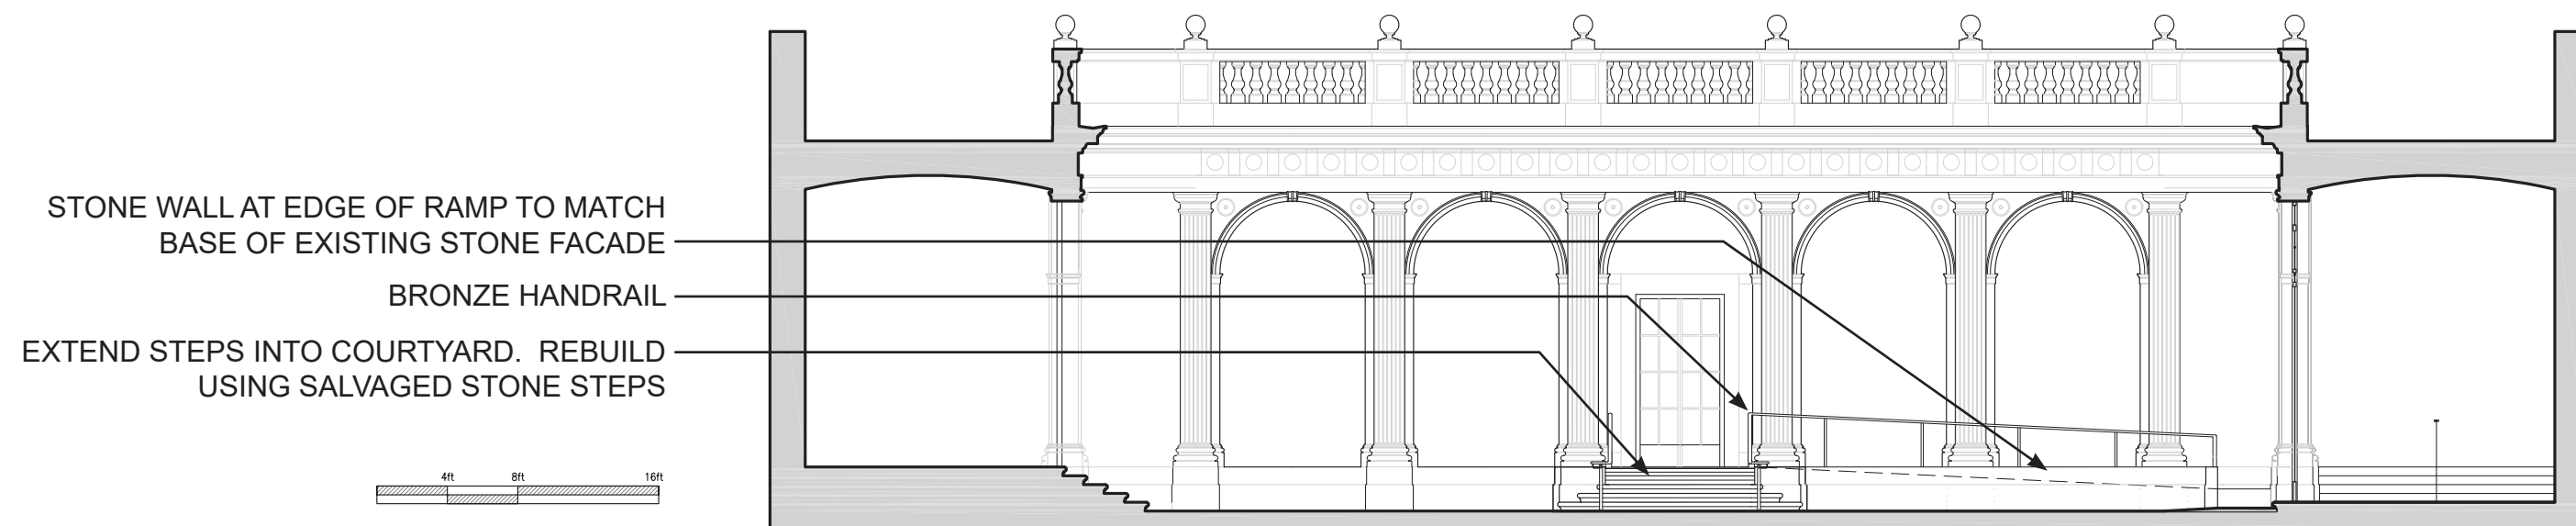 STONE WALL AT EDGE OF RAMP TO MATCH
BASE OF EXISTING STONE FACADE
BRONZE HANDRAIL
EXTEND STEPS INTO COURTYARD.  REBUILD
USING SALVAGED STONE STEPS
4ft 8ft 16ft